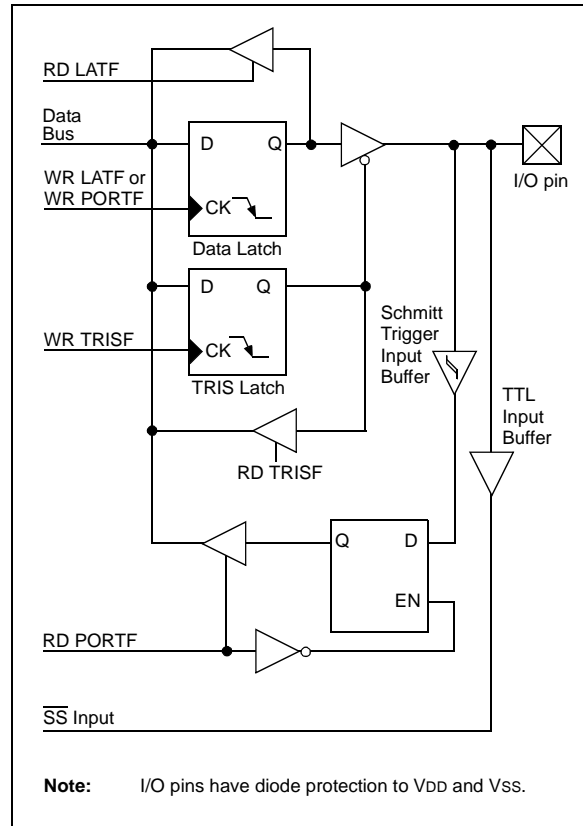 RD LATF
Data
Bus
D
Q
I/O pin
WR LATF or
WR PORTF
CK
Data Latch
D
Q
Schmitt
Trigger
Input
Buffer
WR TRISF
CK
TRIS Latch
TTL
Input
Buffer
RD TRISF
Q
D
EN
RD PORTF
SS Input
Note: I/O pins have diode protection to VDD and VSS.